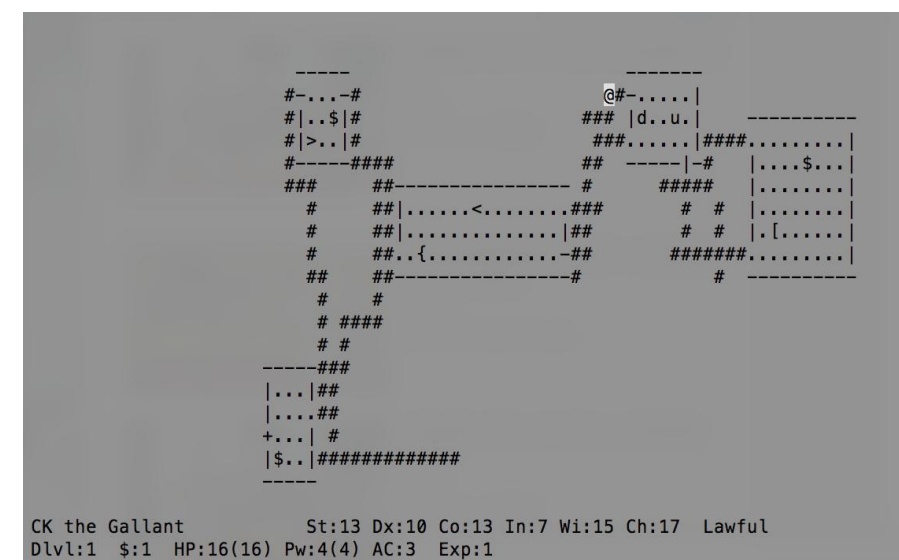 -----                          -------
                        #-...-#                       @#-.....|
                        #|..$|#                     ### |d..u.|    ----------
                        #|>..|#                      ###......|####.........|
                        #-----####                  ##  -----|-#   |....$...|
                        ###     ##---------------- #      #####    |........|
                          #     ##|......<........###       #  #   |........|
                          #     ##|..............|##        #  #   |.[......|
                          #     ##..{............-##       #######.........|
                          ##    ##----------------#            #  ----------
                           #    #
                           # ####
                           # #
                      -----###
                      |...|##
                      |....##
                      +...| #
                      |$..|#############
                      -----
CK the Gallant           St:13 Dx:10 Co:13 In:7 Wi:15 Ch:17  Lawful
Dlvl:1  $:1  HP:16(16) Pw:4(4) AC:3  Exp:1